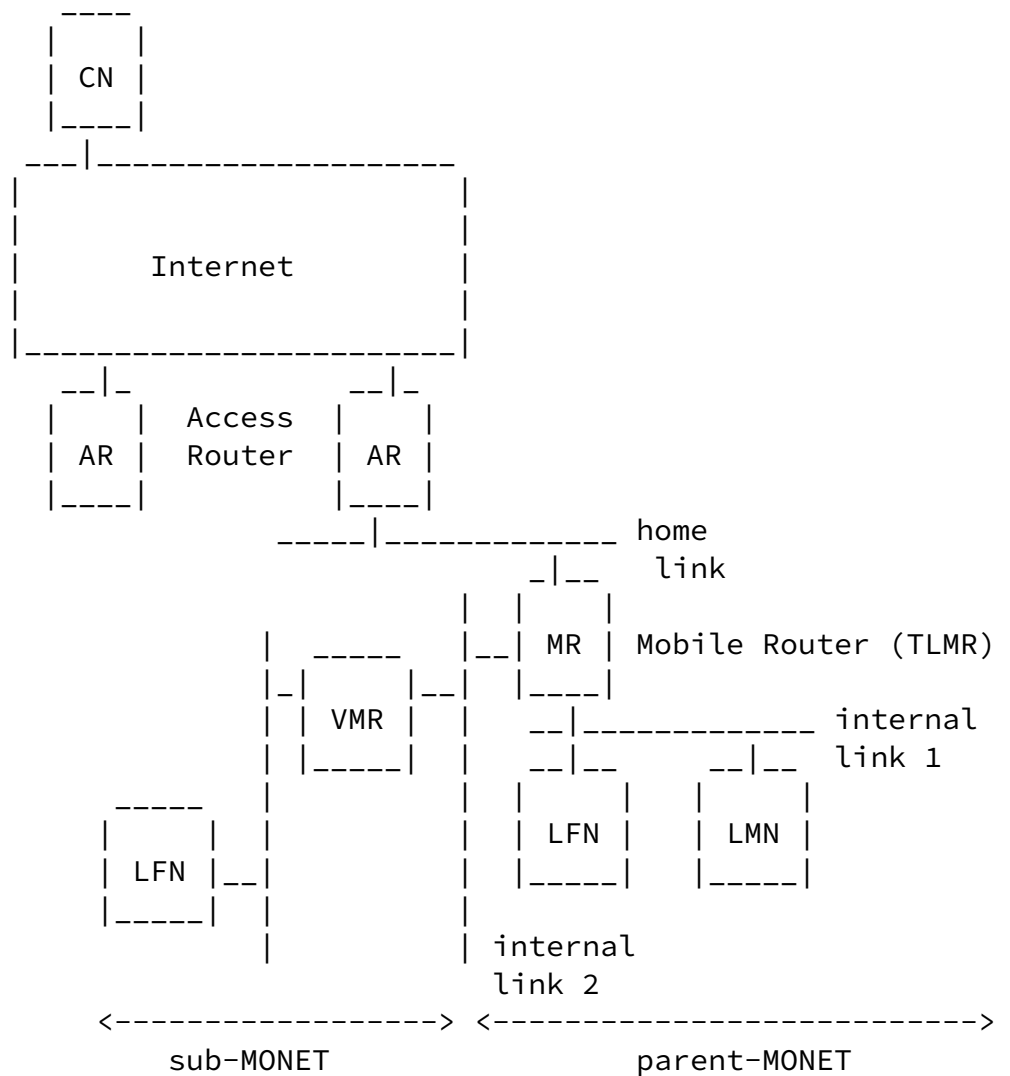 CN
Internet
Access
AR Router AR
home
link
MR Mobile Router (TLMR)
VMR internal
link 1
LFN LMN
LFN
internal
link 2
<------------------> <---------------------------->
sub-MONET parent-MONET